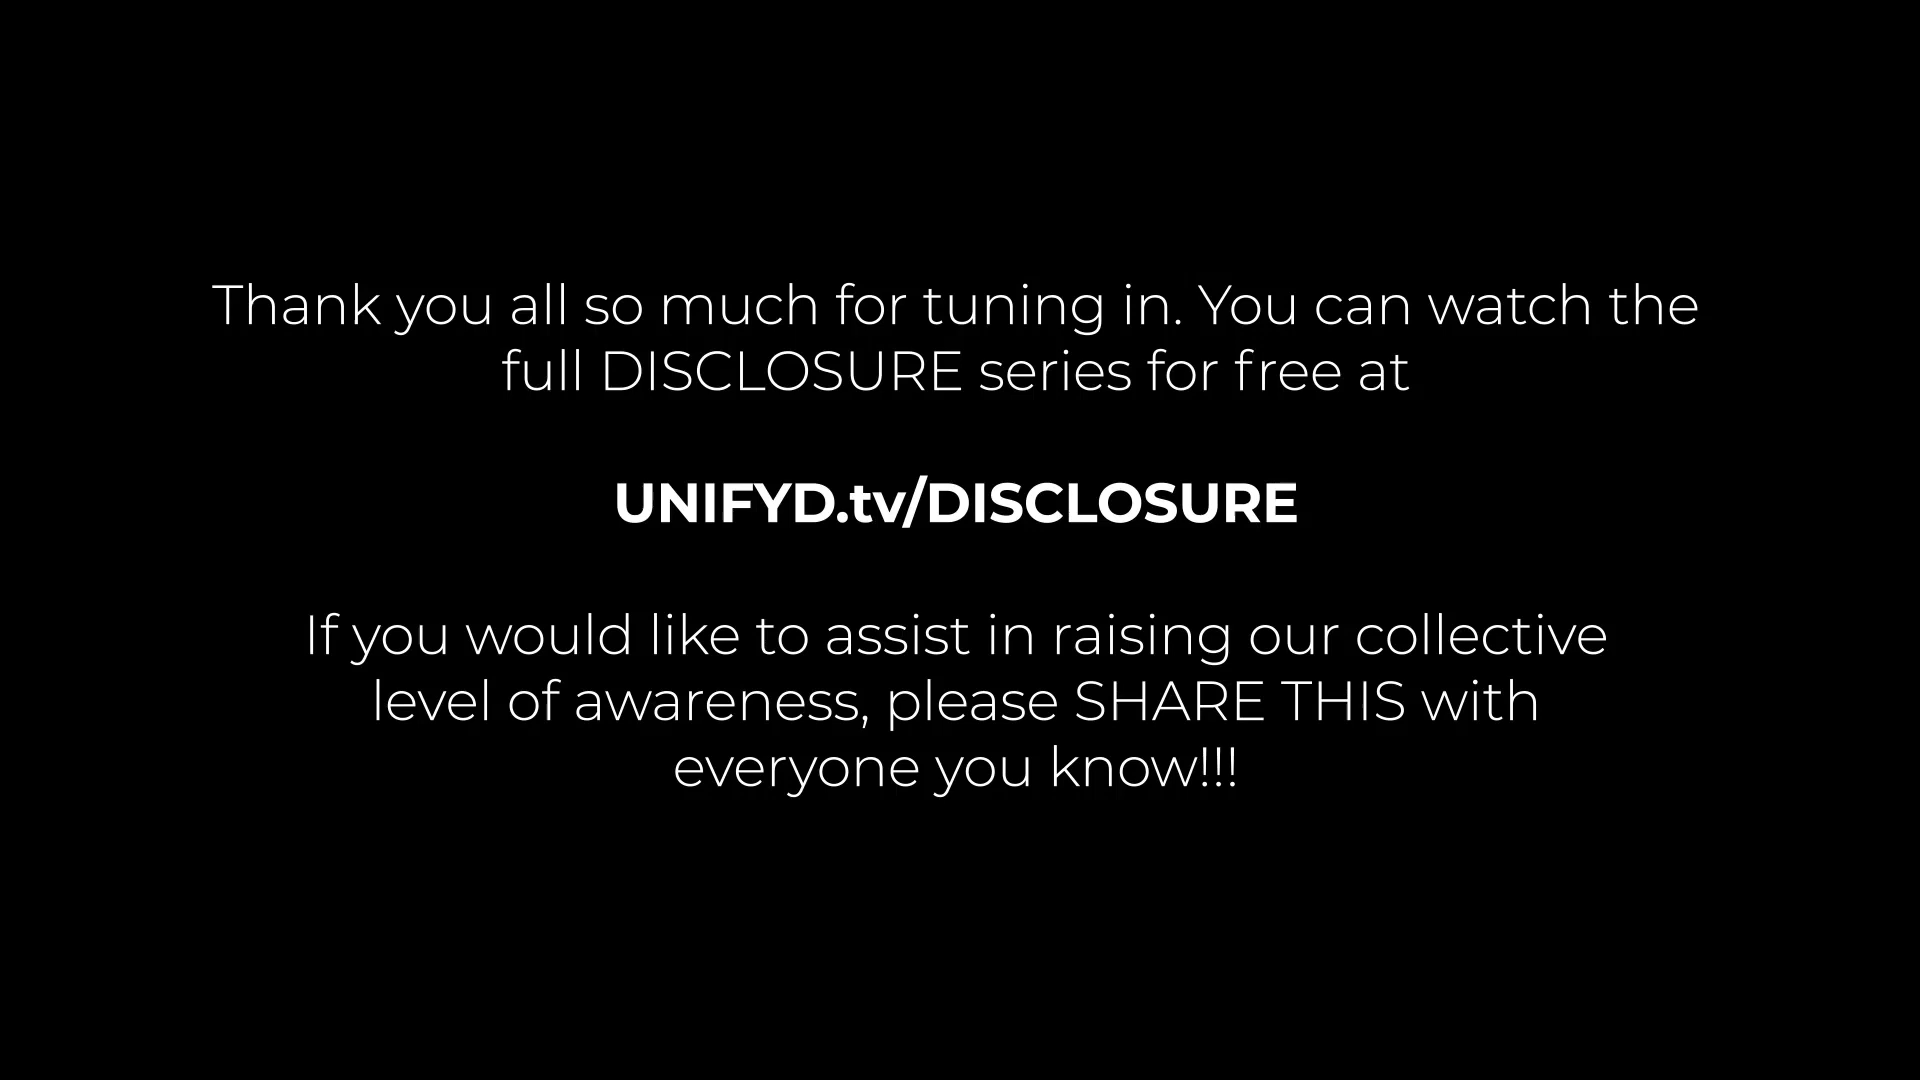 Thank you all so much for tuning in. You can watch the
full DISCLOSURE series for free at
UNIFYD.tv/DISCLOSURE
If you would like to assist in raising our collective
level of awareness, please SHARE THIS with
everyone you know!!!